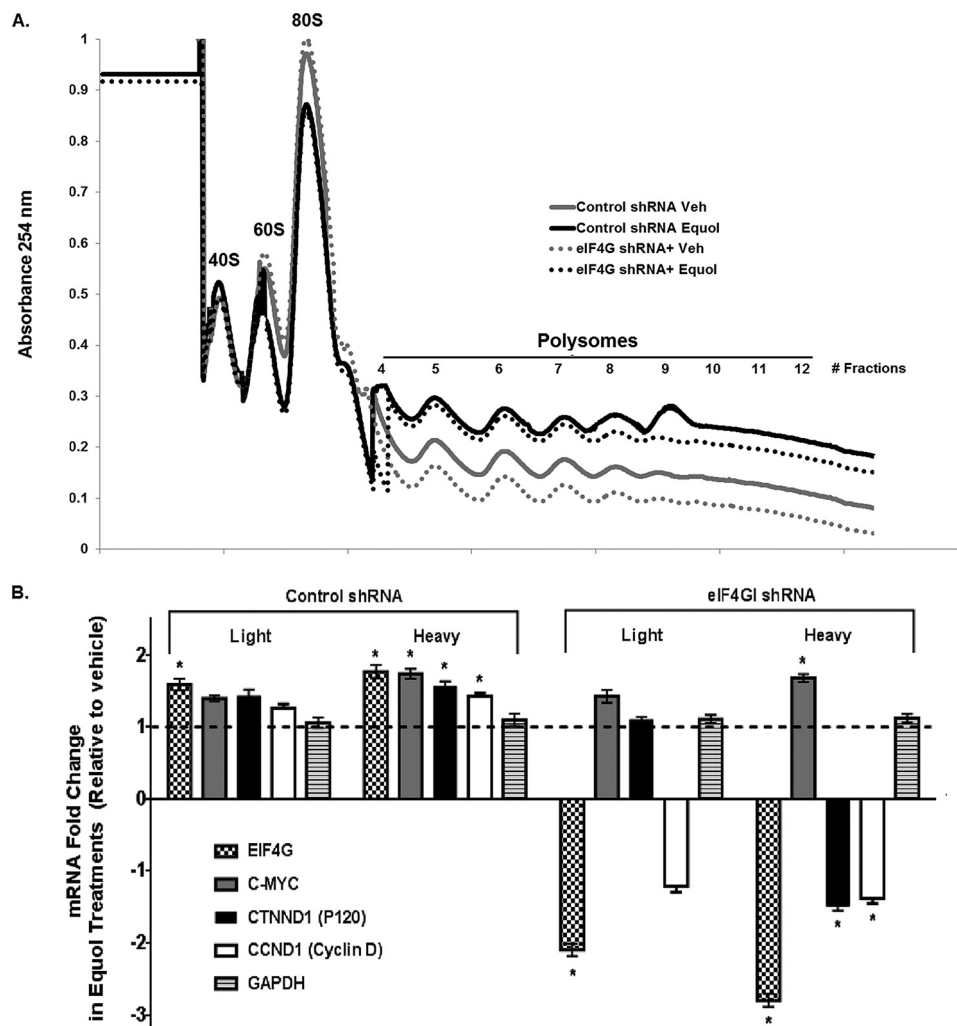 A.
80S
1
0.9
0.8
0.7
0.6
0.5
0.4
0.3
0.2
0.1
0
Absorbance 254 nm
40S
60S
Control shRNA Veh
Control shRNA Equol
eIF4G shRNA+ Veh
eIF4G shRNA+ Equol
Polysomes
4 5 6 7 8 9 10 11 12 # Fractions
B.
Control shRNA
eIF4GI shRNA
Light
Heavy
Light
Heavy
mRNA Fold Change
in Equol Treatments (Relative to vehicle)
2
1
0
-1
-2
-3
* * * * * *
* * * *
EIF4G
C-MYC
CTNND1 (P120)
CCND1 (Cyclin D)
GAPDH